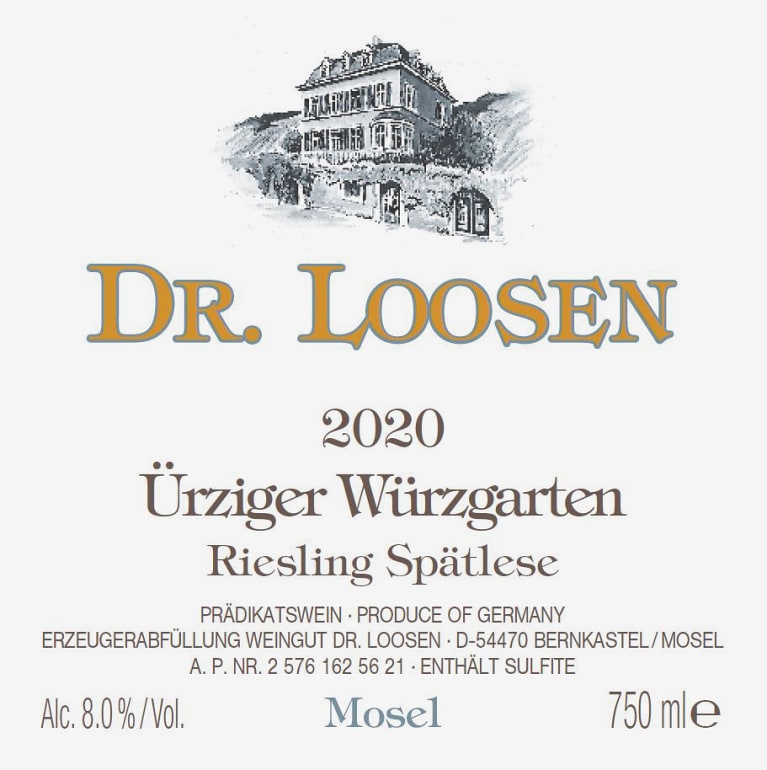 DR. LOOSEN
2020
Ürziger Würzgarten
Riesling Spätlese
PRÄDIKATSWEIN · PRODUCE OF GERMANY
ERZEUGERABFÜLLUNG WEINGUT DR. LOOSEN · D-54470 BERNKASTEL / MOSEL
A. P. NR. 2 576 162 56 21 · ENTHÄLT SULFITE
Alc. 8.0 % / Vol. Mosel 750 ml ℮